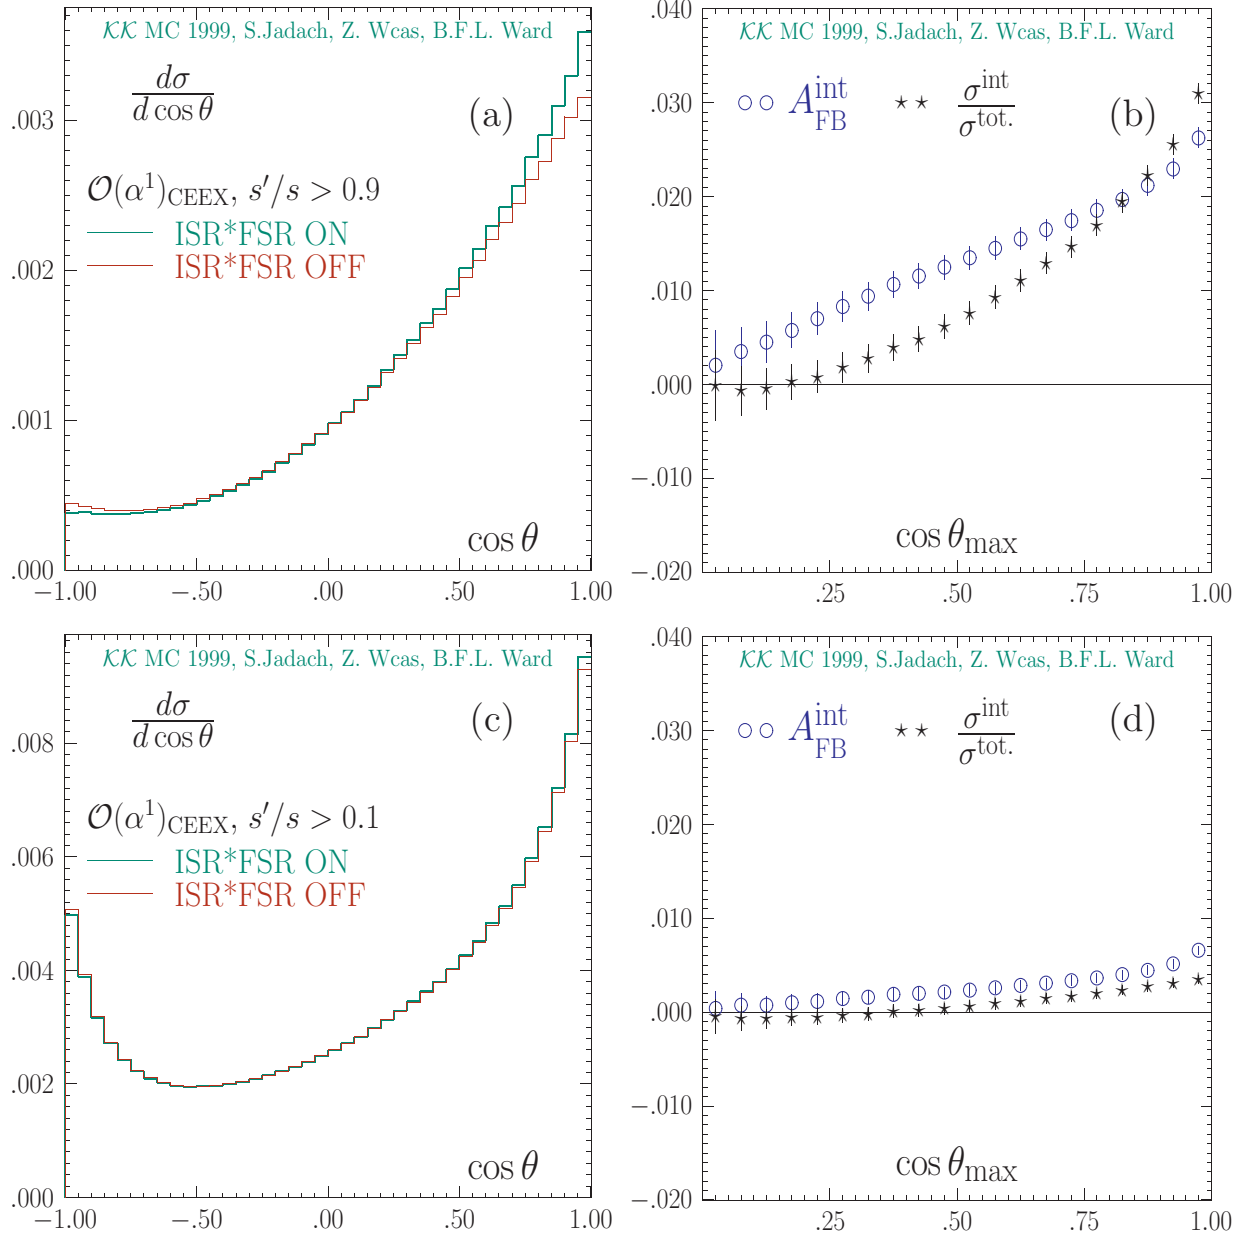 KK MC 1999, S.Jadach, Z. Wcas, B.F.L. Ward
dσ
d cos θ
(a)
.003
O(α¹)CEEX, s′/s > 0.9
ISR*FSR ON
ISR*FSR OFF
.002
.001
cos θ
.000
−1.00 −.50 .00 .50 1.00
.040
KK MC 1999, S.Jadach, Z. Wcas, B.F.L. Ward
.030
A int FB σ int
σ tot.
(b)
.020
.010
.000
−.010
cos θmax
−.020
.25 .50 .75 1.00
KK MC 1999, S.Jadach, Z. Wcas, B.F.L. Ward
dσ
d cos θ
(c)
.008
O(α¹)CEEX, s′/s > 0.1
ISR*FSR ON
.006
ISR*FSR OFF
.004
.002
cos θ
.000
−1.00 −.50 .00 .50 1.00
.040
KK MC 1999, S.Jadach, Z. Wcas, B.F.L. Ward
.030
A int FB σ int
σ tot.
(d)
.020
.010
.000
−.010
cos θmax
−.020
.25 .50 .75 1.00